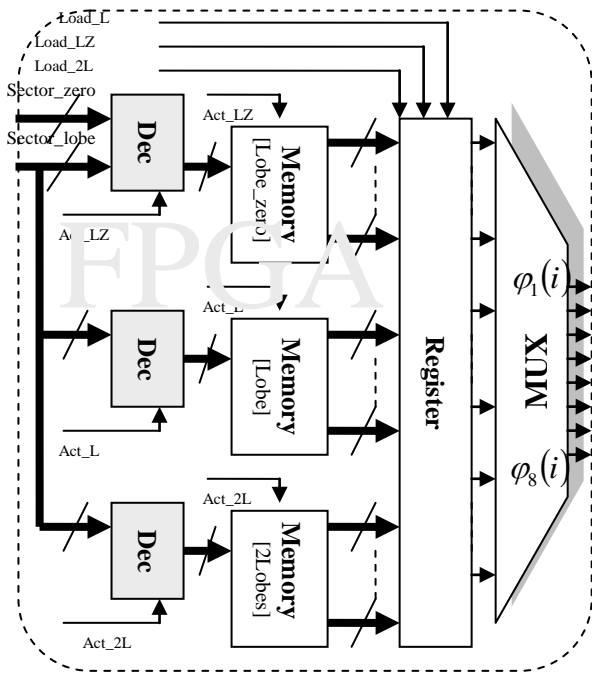 Load_L
Load_LZ
Load_2L
Sector_zero
Sector_lobe
Dec
Act_LZ
Memory
[Lobe_zero]
Act_LZ
FPGA
Act_L
Dec
Memory
[Lobe]
Act_L
Register
MUX
φ₁(i)
φ₈(i)
Act_2L
Dec
Memory
[2Lobes]
Act_2L